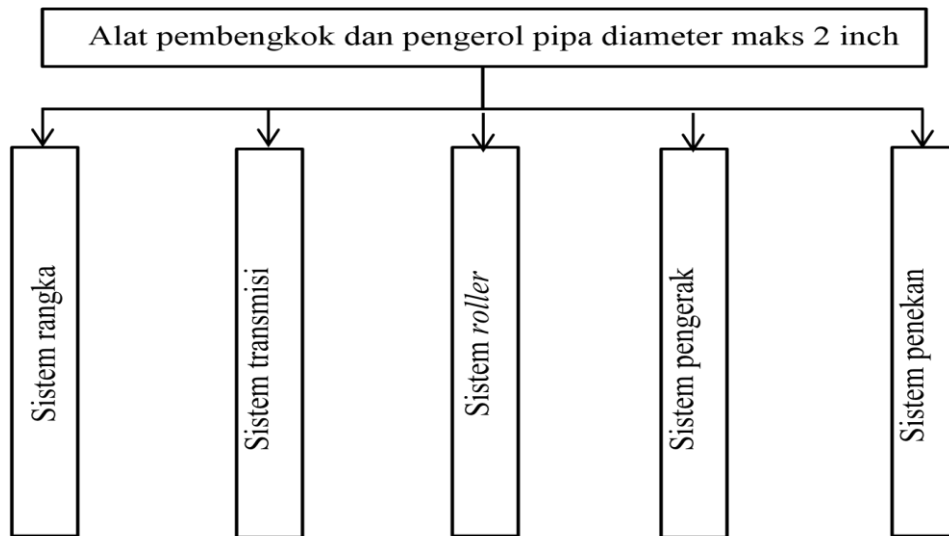 Alat pembengkok dan pengerol pipa diameter maks 2 inch
Sistem rangka
Sistem transmisi
Sistem roller
Sistem pengerak
Sistem penekan